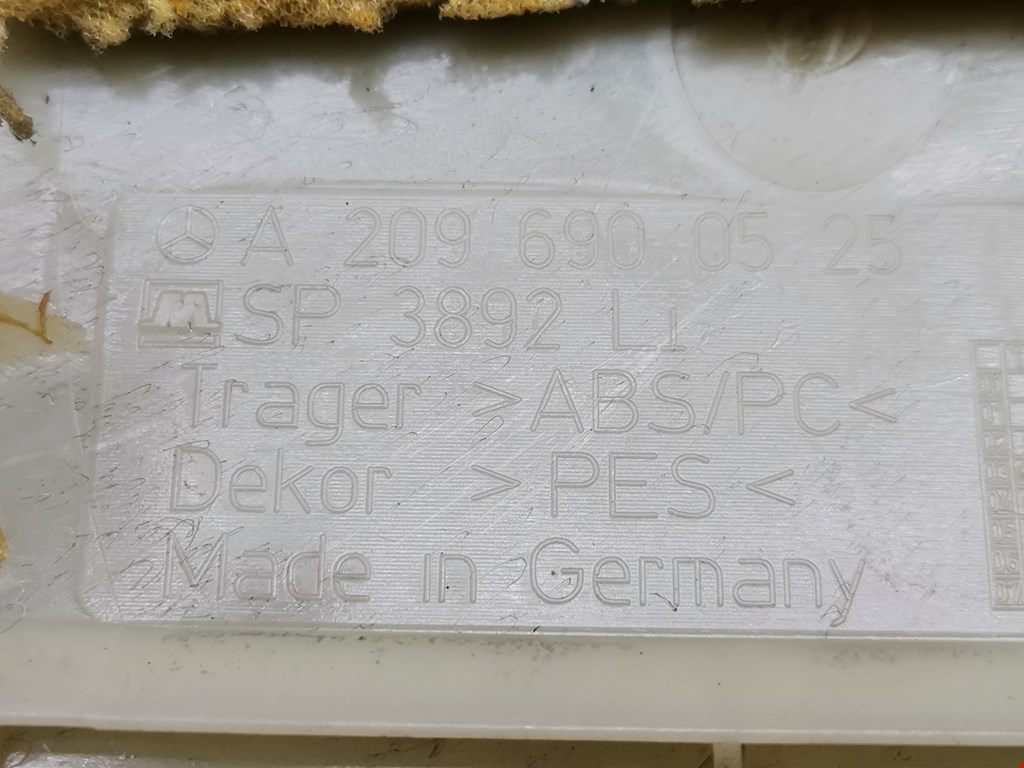 A 209 690 05 25
M SP 3892 Li
Trager >ABS/PC<
Dekor >PES<
Made in Germany